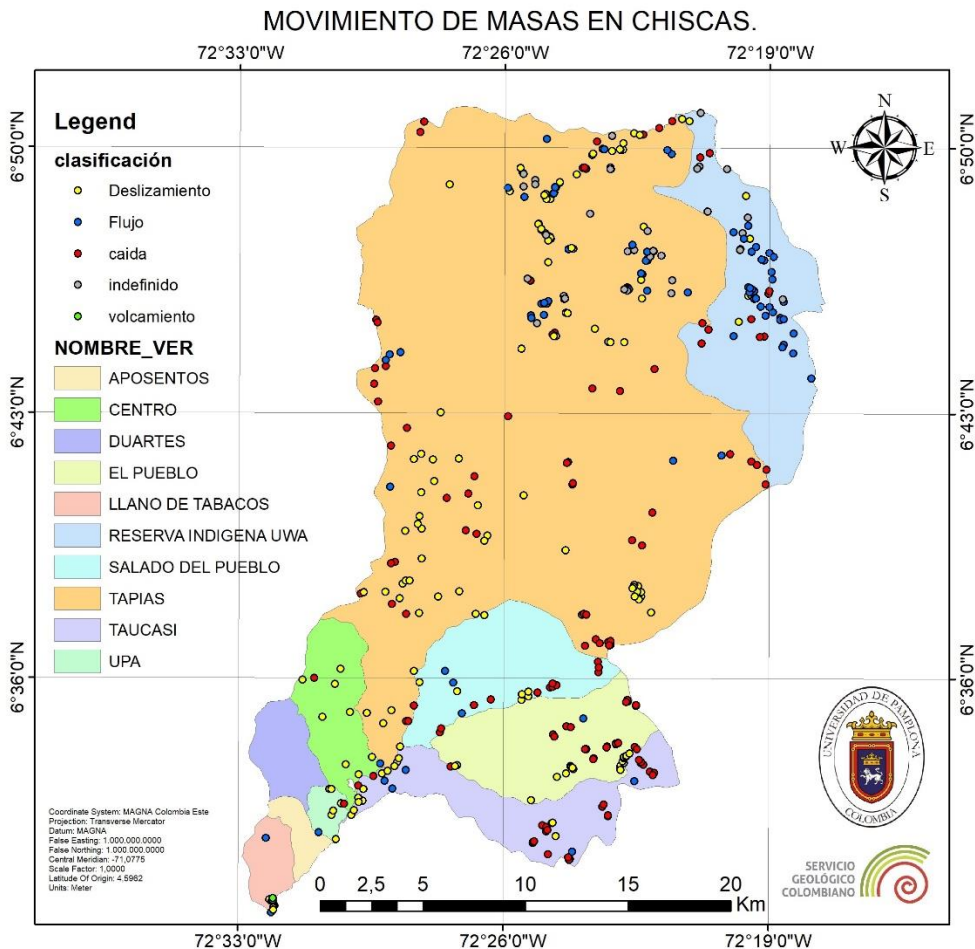 MOVIMIENTO DE MASAS EN CHISCAS.
72°33'0"W 72°26'0"W 72°19'0"W
Legend
clasificación
Deslizamiento
Flujo
caida
indefinido
volcamiento
NOMBRE_VER
APOSENTOS
CENTRO
DUARTES
EL PUEBLO
LLANO DE TABACOS
RESERVA INDIGENA UWA
SALADO DEL PUEBLO
TAPIAS
TAUCASI
UPA
N
W E
S
6°50'0"N 6°50'0"N
6°43'0"N 6°43'0"N
6°36'0"N 6°36'0"N
Coordinate System: MAGNA Colombia Este
Projection: Transverse Mercator
Datum: MAGNA
False Easting: 1.000.000.0000
False Northing: 1.000.000.0000
Central Meridian: -71,0775
Scale Factor: 1,0000
Latitude Of Origin: 4,5962
Units: Meter
UNIVERSIDAD DE PAMPLONA
COLOMBIA
SERVICIO
GEOLÓGICO
COLOMBIANO
0 2,5 5 10 15 20
Km
72°33'0"W 72°26'0"W 72°19'0"W